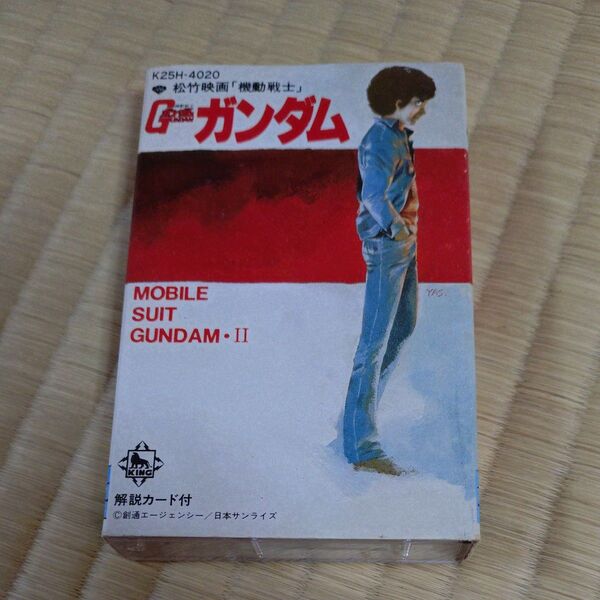 K25H-4020
松竹映画「機動戦士」
ガンダム
MOBILE
SUIT
GUNDAM・II
YAS.
KING
解説カード付
©創通エージェンシー/日本サンライズ